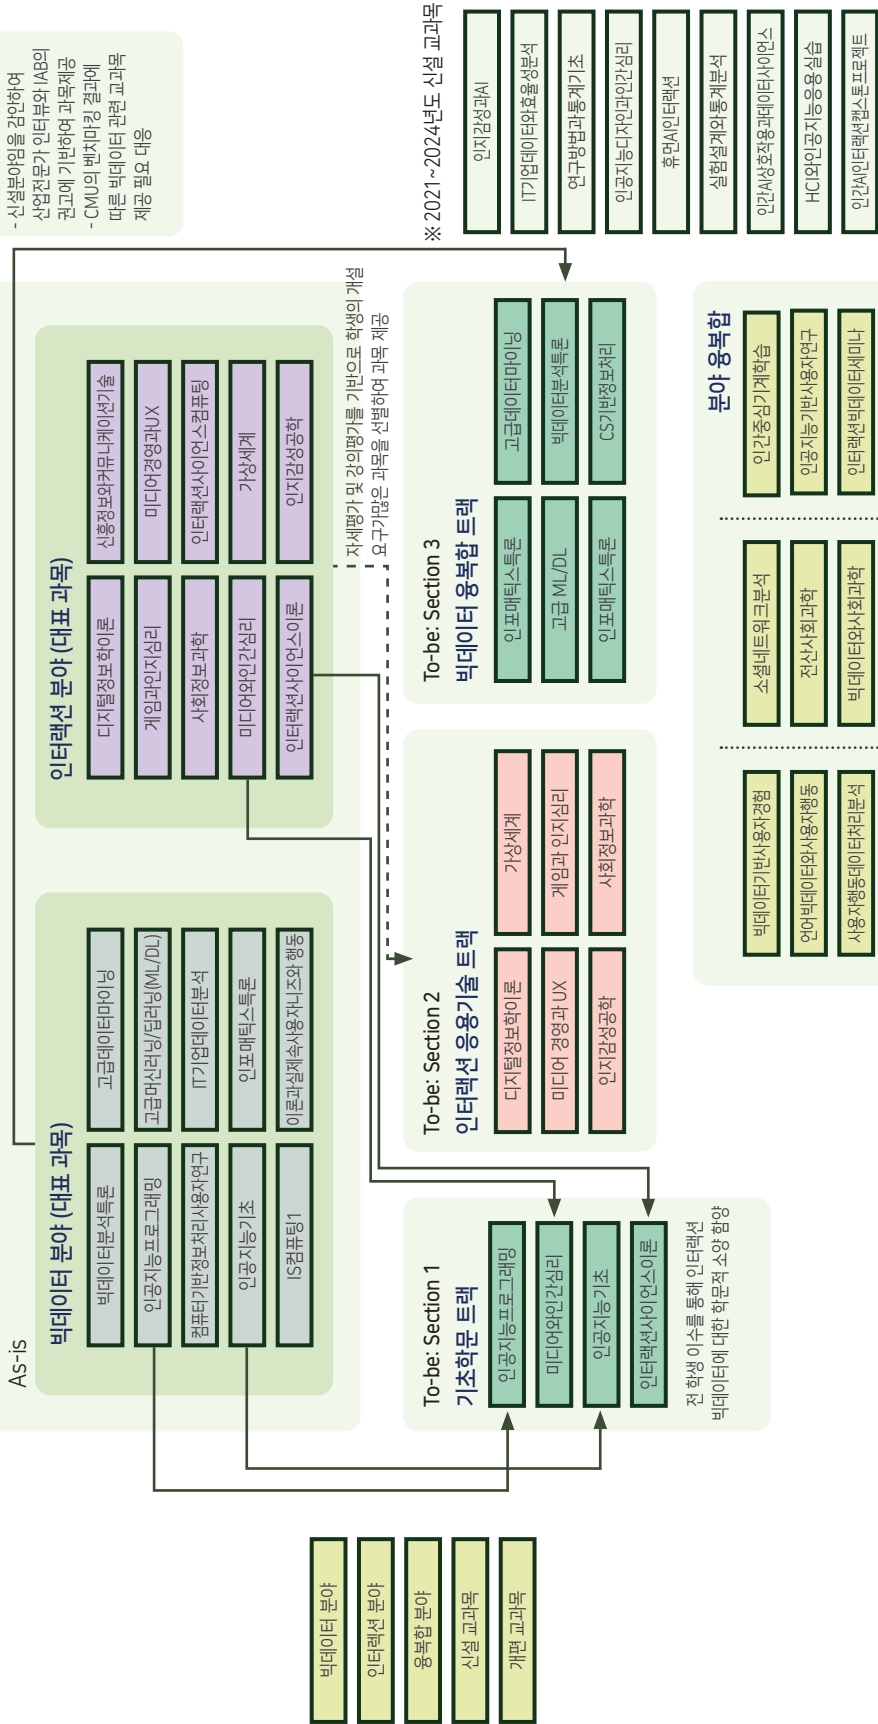 빅데이터 분야
인터렉션 분야
융복합 분야
신설 교과목
개편 교과목
As-is
빅데이터 분야 (대표 과목)
빅데이터분석특론
고급데이터마이닝
인공지능프로그래밍
고급머신러닝/딥러닝(ML/DL)
컴퓨터기반정보처리사용자연구
IT기업데이터분석
인공지능기초
인포매틱스특론
IS컴퓨팅1
이론과실제속사용자니즈와 행동
인터랙션 분야 (대표 과목)
디지털정보학이론
신흥정보와커뮤니케이션기술
게임과인지심리
미디어경영과UX
사회정보과학
인터랙션사이언스컴퓨팅
미디어와인간심리
가상세계
인터랙션사이언스이론
인지감성공학
- 신설분야임을 감안하여
산업전문가 인터뷰와 IAB의
권고에 기반하여 과목제공
- CMU의 벤치마킹 결과에
따른 빅데이터 관련 교과목
제공 필요 대응
자세평가 및 강의평가를 기반으로 학생의 개설
요구가많은 과목을 선별하여 과목 제공
To-be: Section 1
기초학문 트랙
인공지능프로그래밍
미디어와인간심리
인공지능기초
인터랙션사이언스이론
전 학생 이수를 통해 인터랙션
빅데이터에 대한 학문적 소양 함양
To-be: Section 2
인터랙션 응용기술 트랙
디지털정보학이론
가상세계
미디어 경영과 UX
게임과 인지심리
인지감성공학
사회정보과학
To-be: Section 3
빅데이터 융복합 트랙
인포매틱스특론
고급데이터마이닝
고급 ML/DL
빅데이터분석특론
인포매틱스특론
CS기반정보처리
※ 2021~2024년도 신설 교과목
인지감성과AI
IT기업데이터와효율성분석
연구방법과통계기초
인공지능디자인과인간심리
휴먼AI인터랙션
실험설계와통계분석
인간AI상호작용과데이터사이언스
HCI와인공지능응용실습
인간AI인터랙션캡스톤프로젝트
분야 융복합
빅데이터기반사용자경험
소셜네트워크분석
인간중심기계학습
언어빅데이터와사용자행동
전산사회과학
인공지능기반사용자연구
사용자행동데이터처리분석
빅데이터와사회과학
인터랙션빅데이터세미나